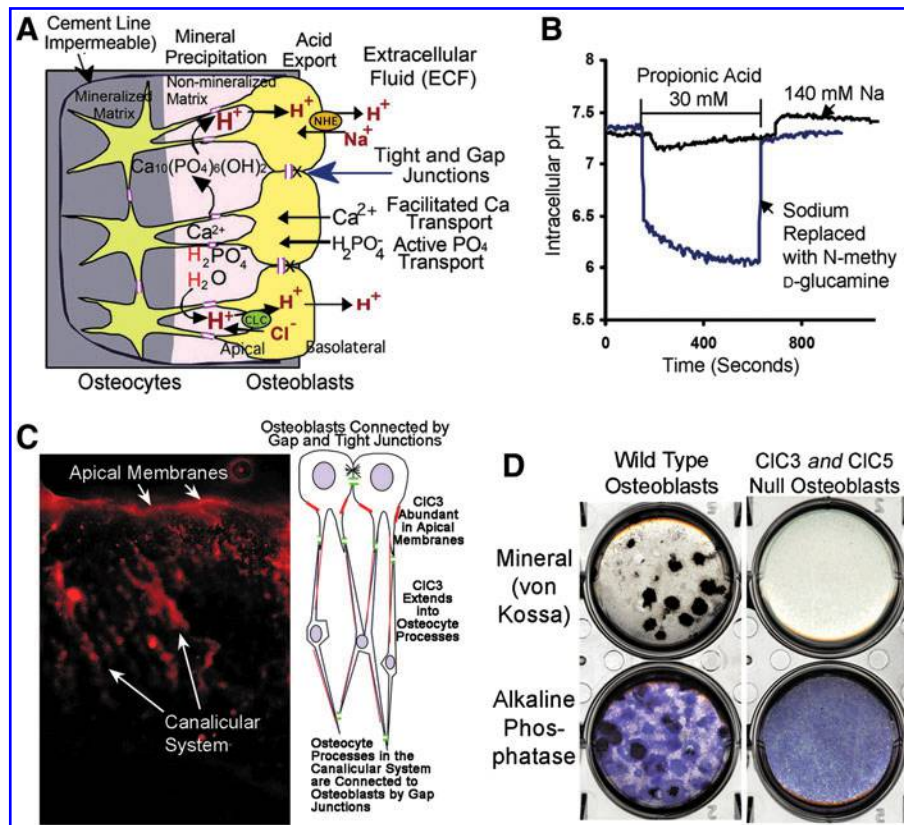 A
Cement Line
Impermeable)
Mineral
Precipitation
Acid
Export
Extracellular
Fluid (ECF)
Mineralized
Matrix
Non-mineralized
Matrix
H+
H+
H+
NHE
Na+
Ca10(PO4)6(OH)2
X
Tight and Gap
Junctions
Ca2+
Ca2+
Facilitated Ca
Transport
H2PO4-
H2PO4-
Active PO4
Transport
H2O
X
H+
H+
H+
CLC
Cl-
Apical
Basolateral
Osteocytes
Osteoblasts
B
8
7.5
7
6.5
6
5.5
Intracellular pH
Propionic Acid
30 mM
140 mM Na
Sodium
Replaced
with N-methy
D-glucamine
0
400
800
Time (Seconds)
C
Apical Membranes
Canalicular
System
Osteoblasts Connected by
Gap and Tight Junctions
ClC3
Abundant
in Apical
Membranes
ClC3
Extends into
Osteocyte
Processes
Osteocyte
Processes in the
Canalicular System
are Connected to
Osteoblasts by Gap
Junctions
D
Wild Type
Osteoblasts
ClC3 and ClC5
Null Osteoblasts
Mineral
(von
Kossa)
Alkaline
Phos-
phatase